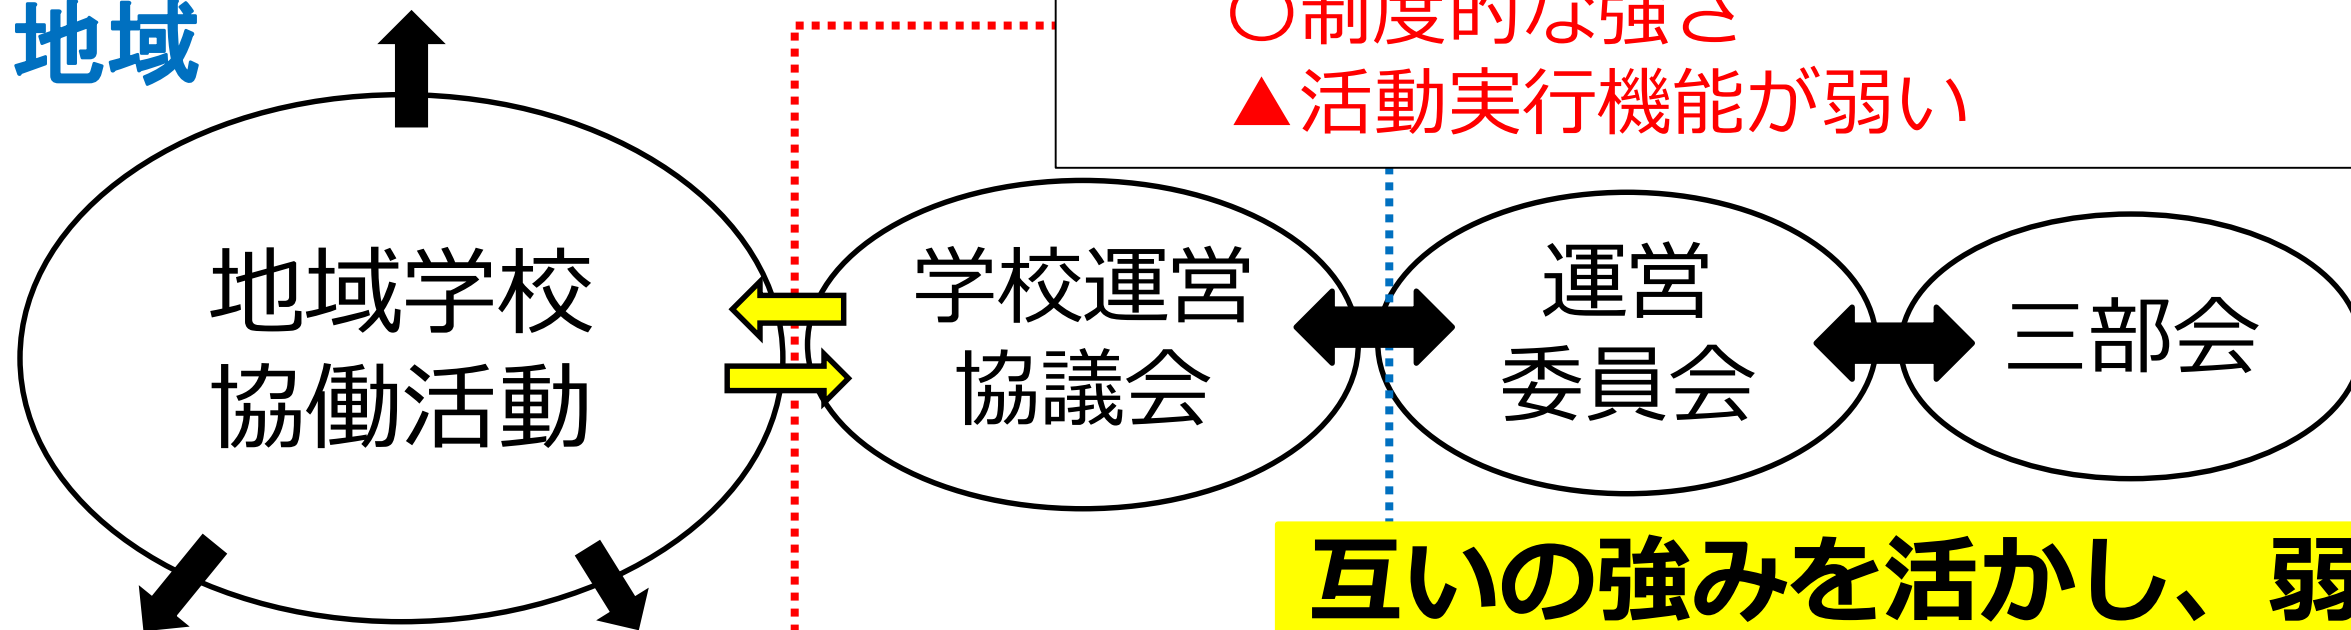 地域
〇制度的な強さ
▲活動実行機能が弱い
地域学校
協働活動
学校運営
協議会
運営
委員会
三部会
互いの強みを活かし、弱